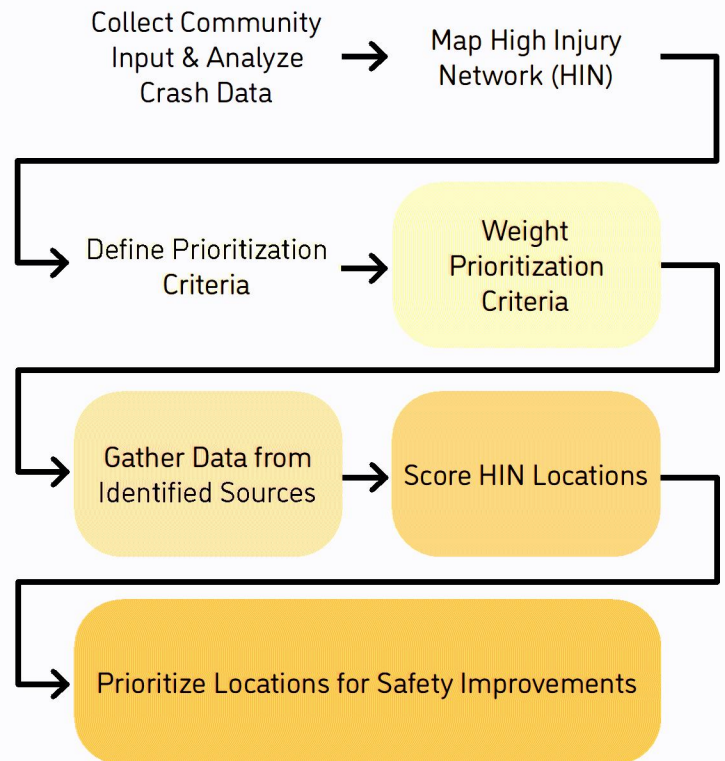 Collect Community
Input & Analyze
Crash Data
Map High Injury
Network (HIN)
Define Prioritization
Criteria
Weight
Prioritization
Criteria
Gather Data from
Identified Sources
Score HIN Locations
Prioritize Locations for Safety Improvements